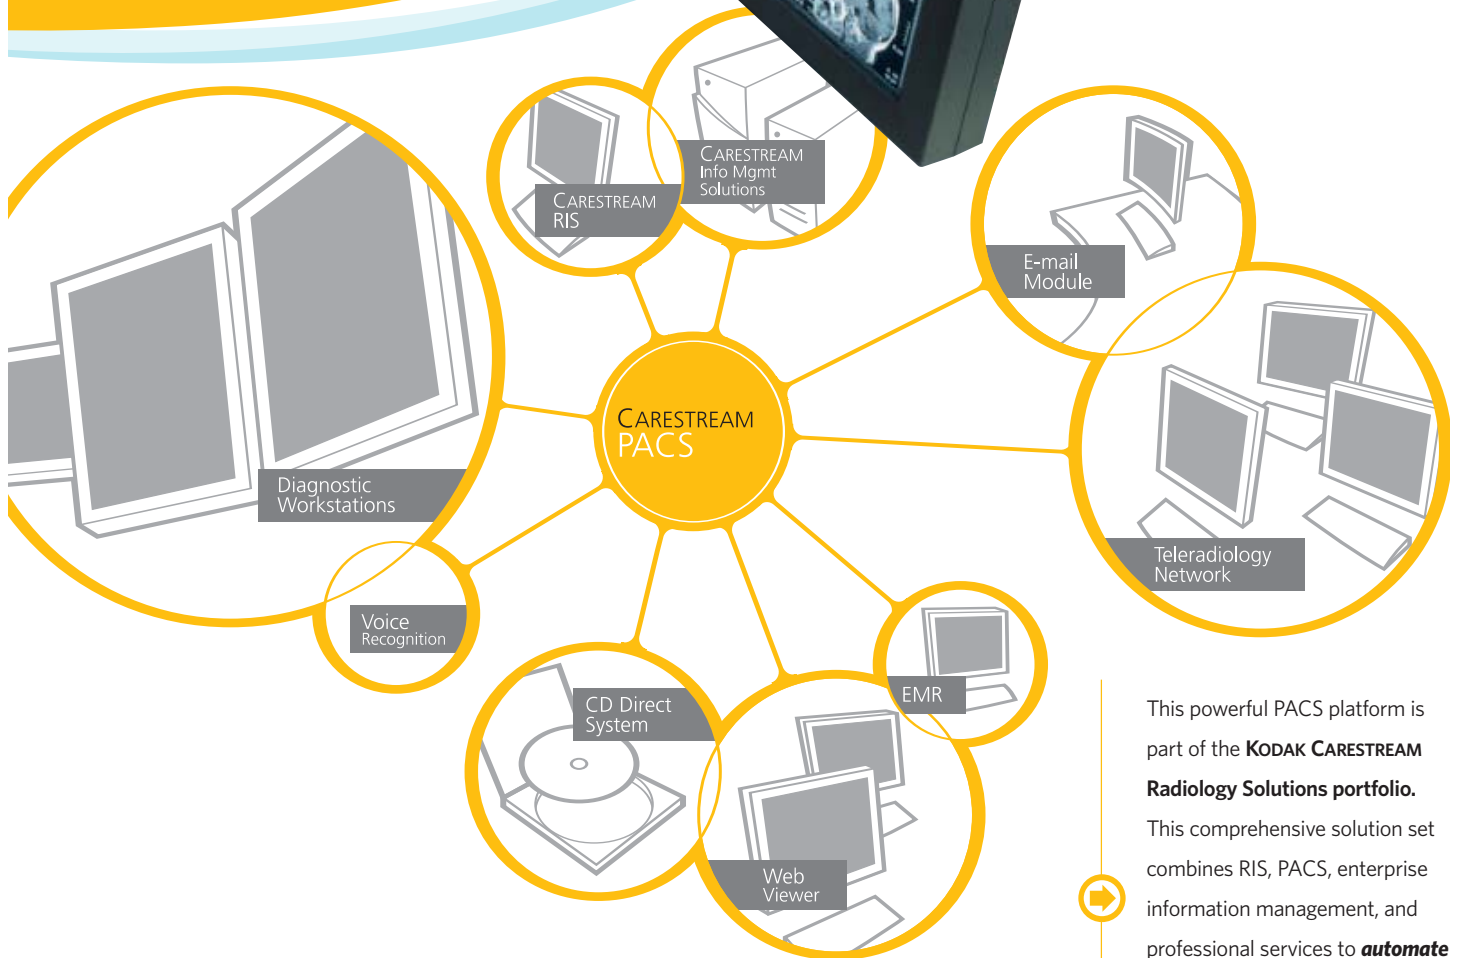 CARESTREAM
Info Mgmt
Solutions
CARESTREAM
RIS
E-mail
Module
CARESTREAM
PACS
Diagnostic
Workstations
Teleradiology
Network
Voice
Recognition
EMR
CD Direct
System
Web
Viewer
This powerful PACS platform is
part of the KODAK CARESTREAM
Radiology Solutions portfolio.
This comprehensive solution set
combines RIS, PACS, enterprise
information management, and
professional services to automate